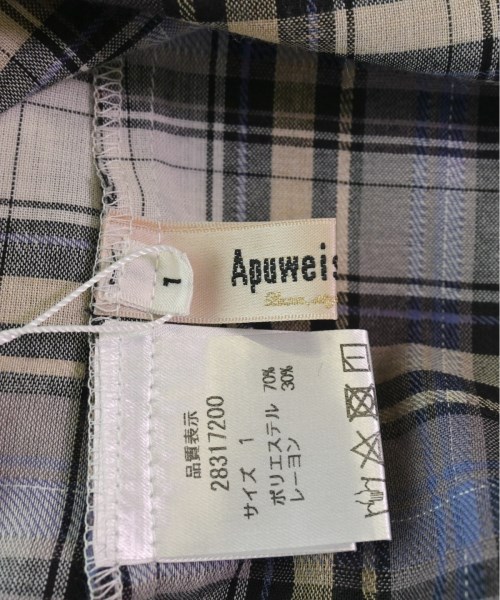 Apuweis
1
品質表示
28317200
サイズ 1
ポリエステル 70%
レーヨン 30%